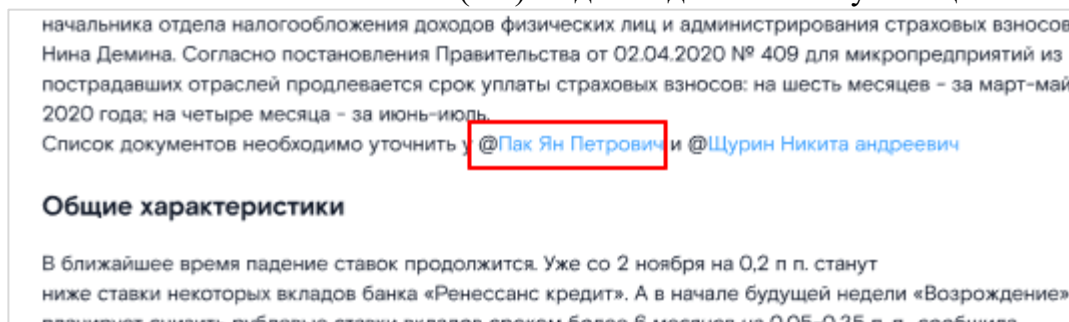 начальника отдела налогообложения доходов физических лиц и администрирования страховых взносов
Нина Демина. Согласно постановления Правительства от 02.04.2020 № 409 для микропредприятий из
пострадавших отраслей продлевается срок уплаты страховых взносов: на шесть месяцев - за март-май
2020 года; на четыре месяца - за июнь-июль.
Список документов необходимо уточнить у @Пак Ян Петрович и @Щурин Никита андреевич
Общие характеристики
В ближайшее время падение ставок продолжится. Уже со 2 ноября на 0,2 п п. станут
ниже ставки некоторых вкладов банка «Ренессанс кредит». А в начале будущей недели «Возрождение»